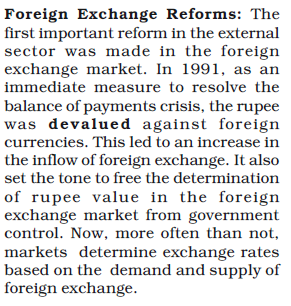 Foreign Exchange Reforms: The
first important reform in the external
sector was made in the foreign
exchange market. In 1991, as an
immediate measure to resolve the
balance of payments crisis, the rupee
was devalued against foreign
currencies. This led to an increase in
the inflow of foreign exchange. It also
set the tone to free the determination
of rupee value in the foreign
exchange market from government
control. Now, more often than not,
markets determine exchange rates
based on the demand and supply of
foreign exchange.